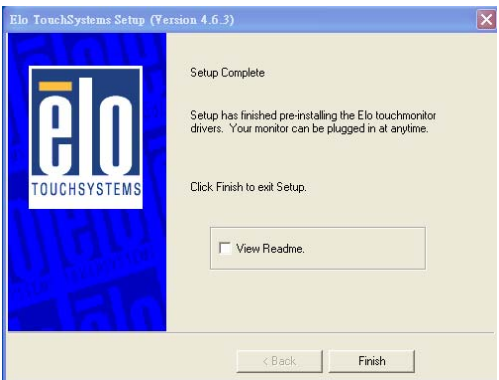 Elo TouchSystems Setup (Version 4.6.3)
elo
TOUCHSYSTEMS
Setup Complete
Setup has finished pre-installing the Elo touchmonitor
drivers. Your monitor can be plugged in at anytime.
Click Finish to exit Setup.
View Readme.
< Back
Finish